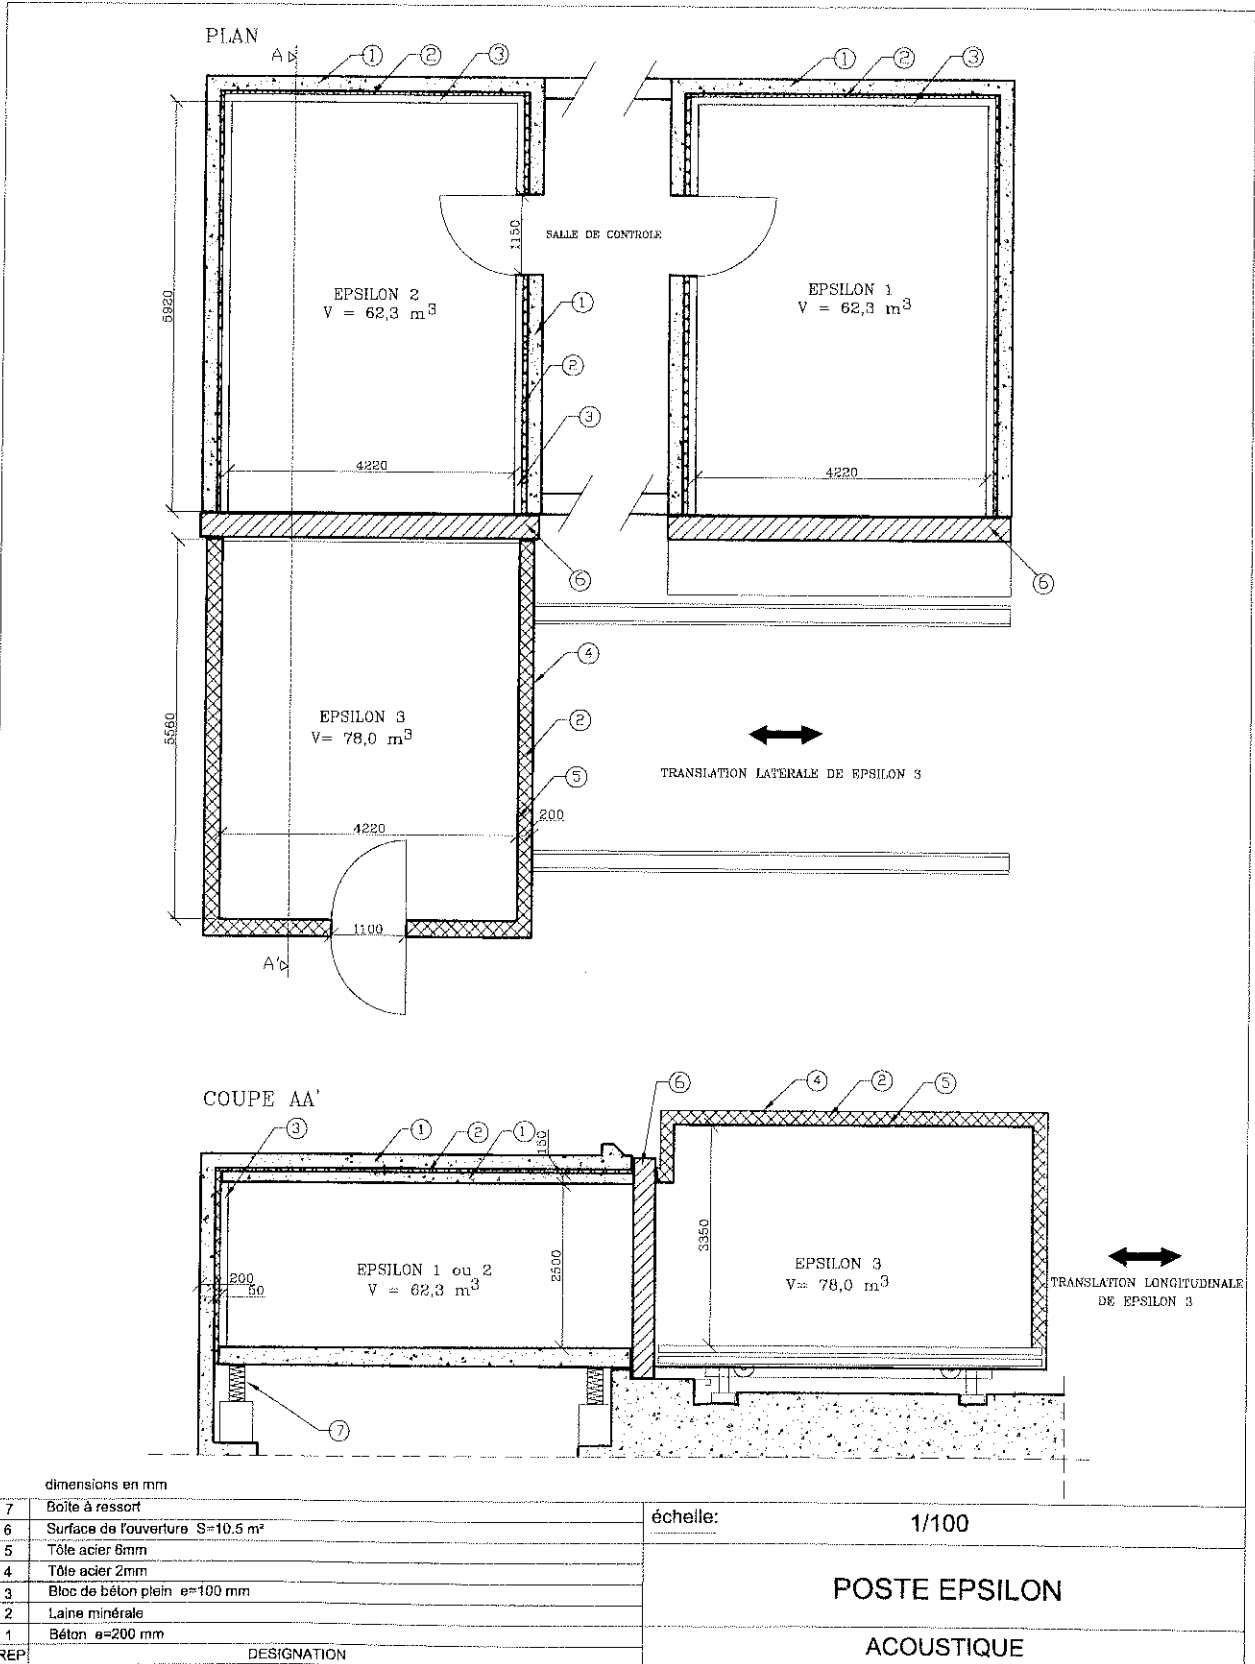 PLAN
A
1
2
3
1
2
3
5920
1150
SALLE DE CONTROLE
EPSILON 2
V = 62,3 m³
EPSILON 1
V = 62,3 m³
1
2
3
4220
4220
6
6
4
EPSILON 3
V= 78,0 m³
2
5560
TRANSLATION LATERALE DE EPSILON 3
5
200
4220
1100
A'
COUPE AA'
6
4
2
5
3
1
2
1
150
3350
2500
EPSILON 1 ou 2
V = 62,3 m³
200
50
EPSILON 3
V= 78,0 m³
TRANSLATION LONGITUDINALE
DE EPSILON 3
7
dimensions en mm
7 Boîte à ressort
6 Surface de l'ouverture S=10.5 m²
5 Tôle acier 6mm
4 Tôle acier 2mm
3 Bloc de béton plein e=100 mm
2 Laine minérale
1 Béton e=200 mm
REP DESIGNATION
échelle: 1/100
POSTE EPSILON
ACOUSTIQUE